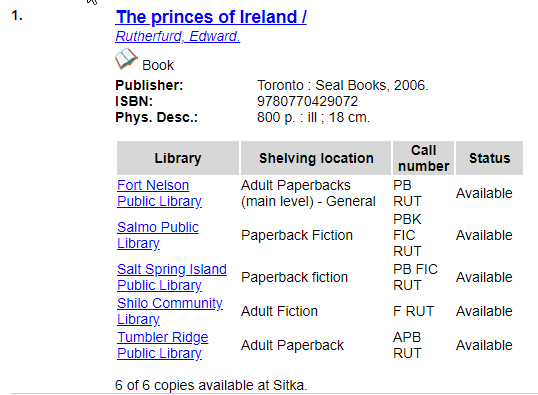 1. The princes of Ireland /
Rutherfurd, Edward.
Book
Publisher: Toronto : Seal Books, 2006.
ISBN: 9780770429072
Phys. Desc.: 800 p. : ill ; 18 cm.
Library Shelving location Call number Status
Fort Nelson Public Library Adult Paperbacks (main level) - General PB RUT Available
Salmo Public Library Paperback Fiction PBK FIC RUT Available
Salt Spring Island Public Library Paperback fiction PB FIC RUT Available
Shilo Community Library Adult Fiction F RUT Available
Tumbler Ridge Public Library Adult Paperback APB RUT Available
6 of 6 copies available at Sitka.